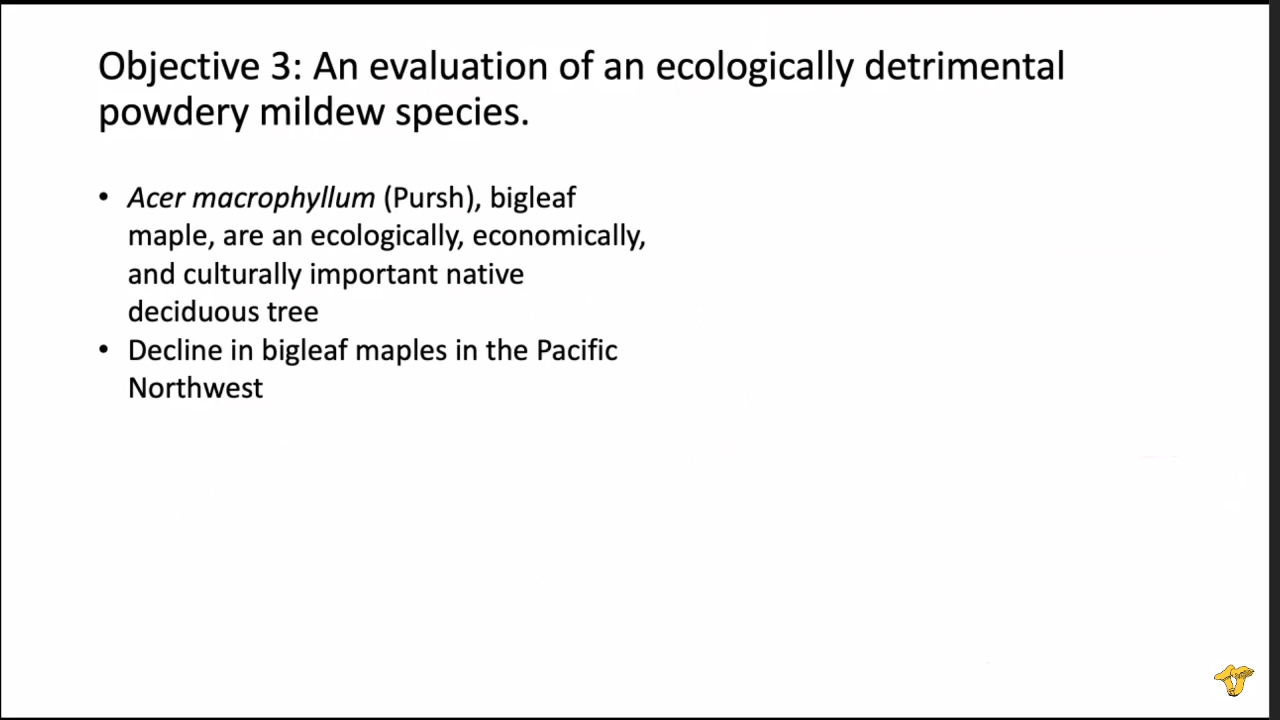 Objective 3: An evaluation of an ecologically detrimental
powdery mildew species.
• Acer macrophyllum (Pursh), bigleaf
maple, are an ecologically, economically,
and culturally important native
deciduous tree
• Decline in bigleaf maples in the Pacific
Northwest